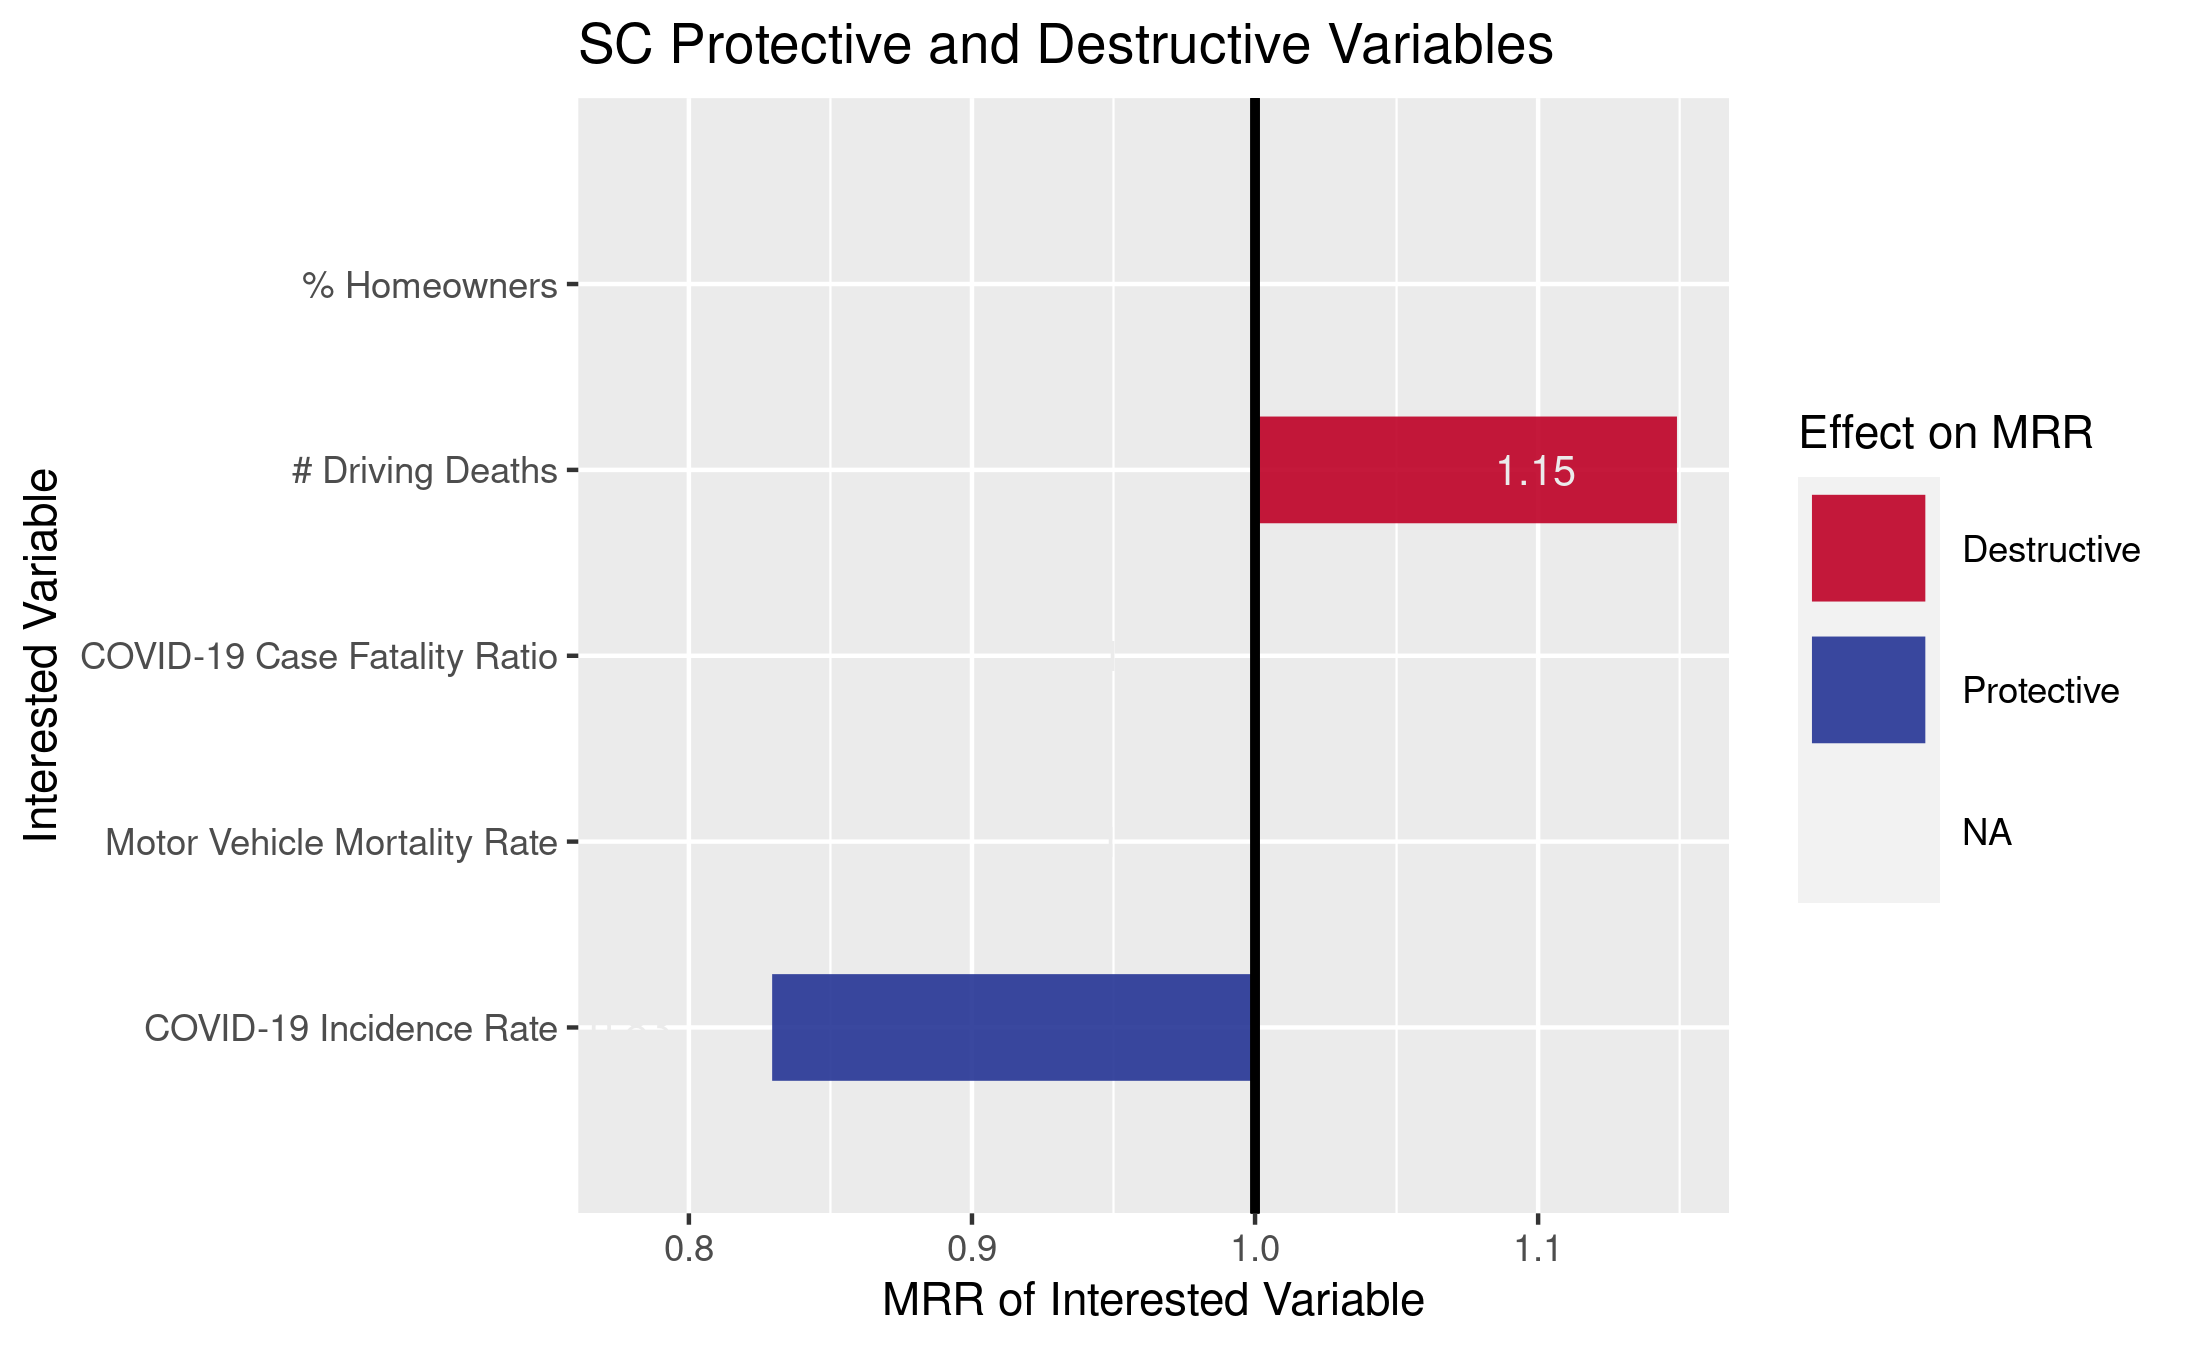 SC Protective and Destructive Variables
Interested Variable
% Homeowners
# Driving Deaths
COVID-19 Case Fatality Ratio
Motor Vehicle Mortality Rate
COVID-19 Incidence Rate
1.15
0.8 0.9 1.0 1.1
MRR of Interested Variable
Effect on MRR
Destructive
Protective
NA